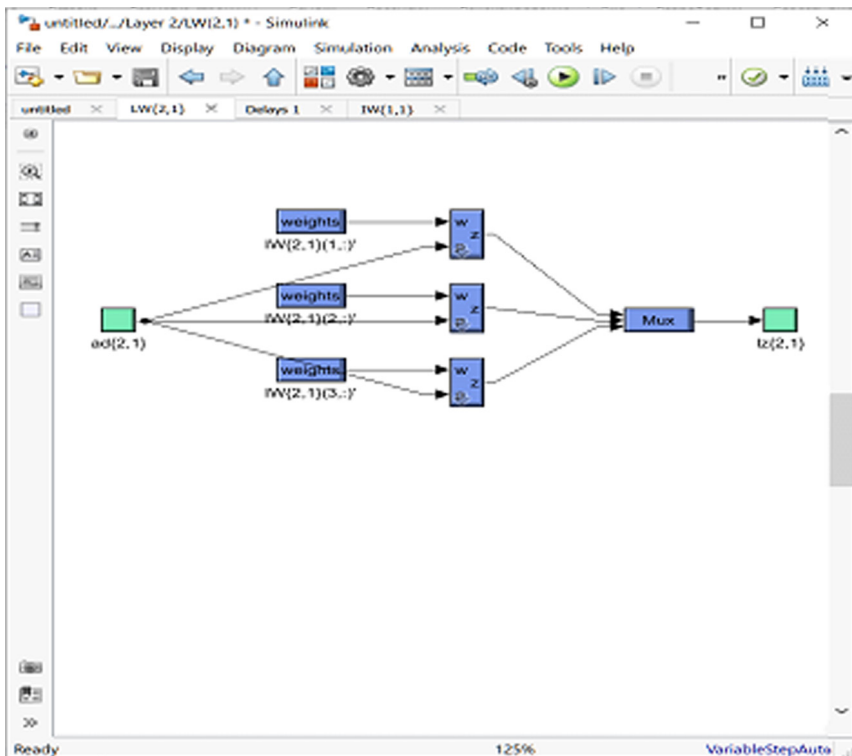 untitled/.../Layer 2/LW{2,1} * - Simulink
File Edit View Display Diagram Simulation Analysis Code Tools Help
untitled LW{2,1} Delays 1 IW{1,1}
weights
w
z
IW{2,1}(1,:)'
weights
w
z
IW{2,1}(2,:)'
ad{2,1}
Mux
lz{2,1}
weights
w
z
IW{2,1}(3,:)'
Ready 125% VariableStepAuto